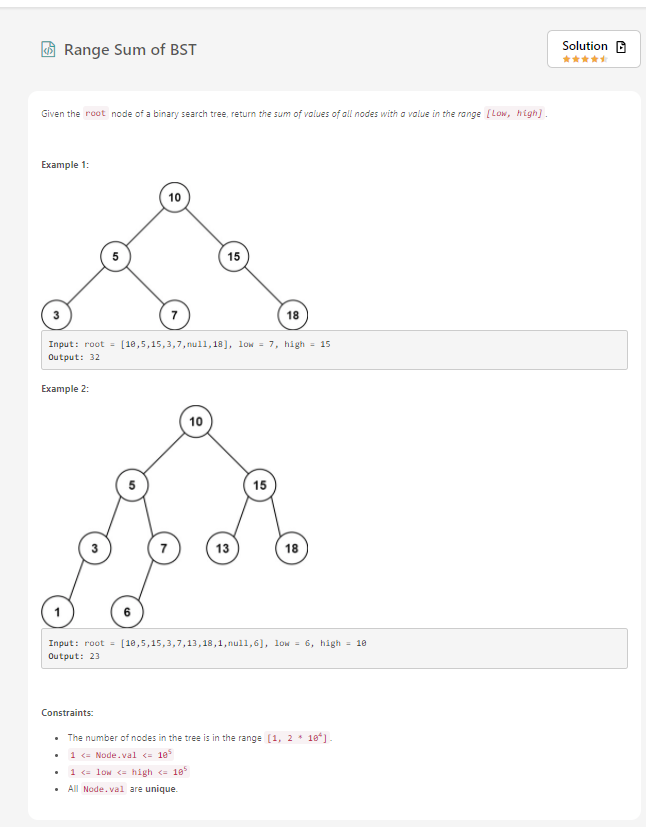 Range Sum of BST
Solution
Given the root node of a binary search tree, return the sum of values of all nodes with a value in the range [low, high].
Example 1:
10
5
15
3
7
18
Input: root = [10,5,15,3,7,null,18], low = 7, high = 15
Output: 32
Example 2:
10
5
15
3
7
13
18
1
6
Input: root = [10,5,15,3,7,13,18,1,null,6], low = 6, high = 10
Output: 23
Constraints:
• The number of nodes in the tree is in the range [1, 2 * 10⁴].
• 1 <= Node.val <= 10⁵
• 1 <= low <= high <= 10⁵
• All Node.val are unique.